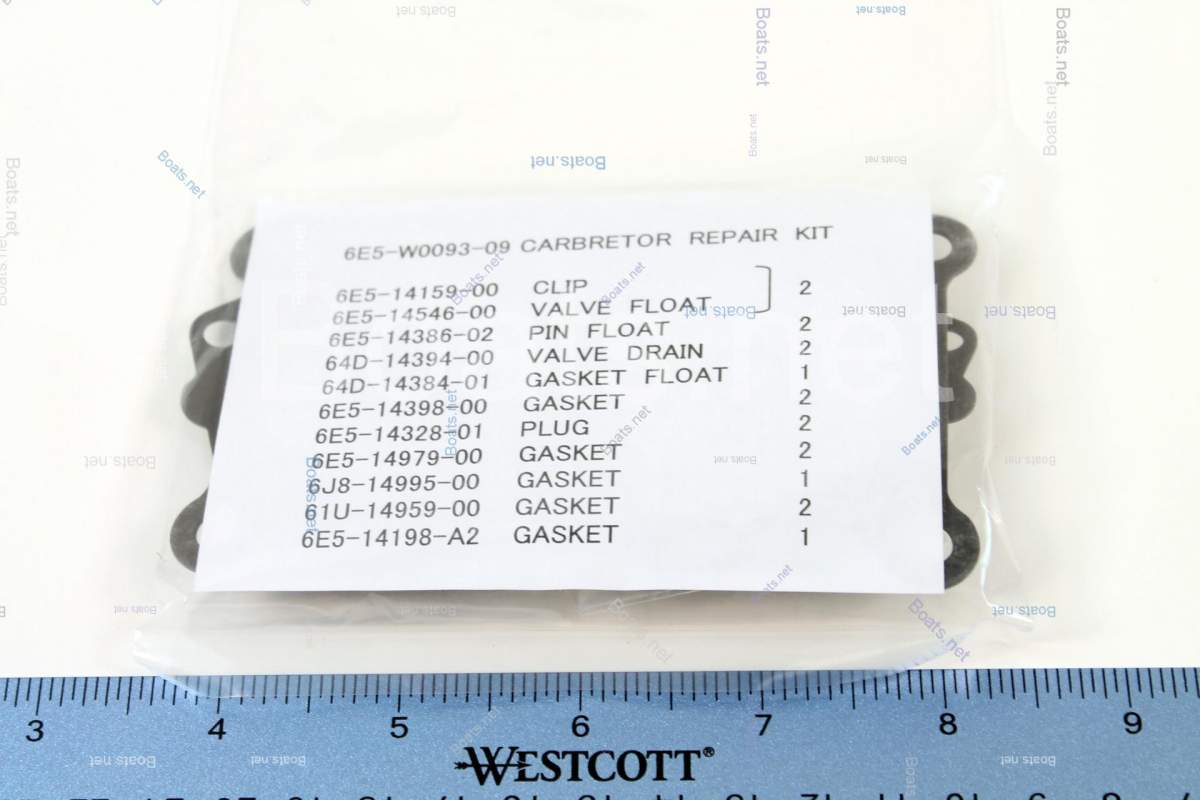 6E5-W0093-09 CARBRETOR REPAIR KIT
6E5-14159-00 CLIP 2
6E5-14546-00 VALVE FLOAT
6E5-14386-02 PIN FLOAT 2
64D-14394-00 VALVE DRAIN 2
64D-14384-01 GASKET FLOAT 1
6E5-14398-00 GASKET 2
6E5-14328-01 PLUG 2
6E5-14979-00 GASKET 2
6J8-14995-00 GASKET 1
61U-14959-00 GASKET 2
6E5-14198-A2 GASKET 1
3 4 5 6 7 8 9
WESTCOTT®
Boats.net